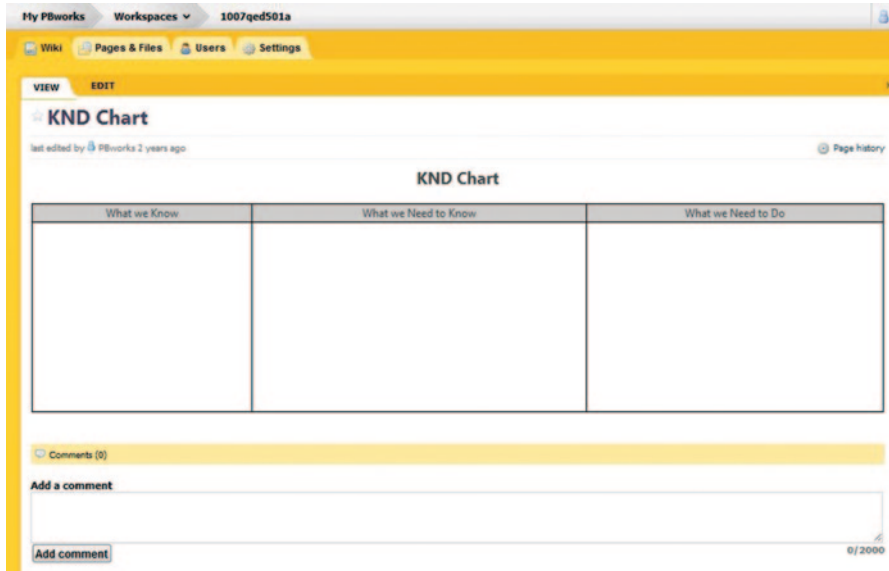 My PBworks Workspaces 1007qed501a
Wiki Pages & Files Users Settings
VIEW EDIT
KND Chart
last edited by PBworks 2 years ago Page history
KND Chart
What we Know What we Need to Know What we Need to Do
Comments (0)
Add a comment
0/2000
Add comment